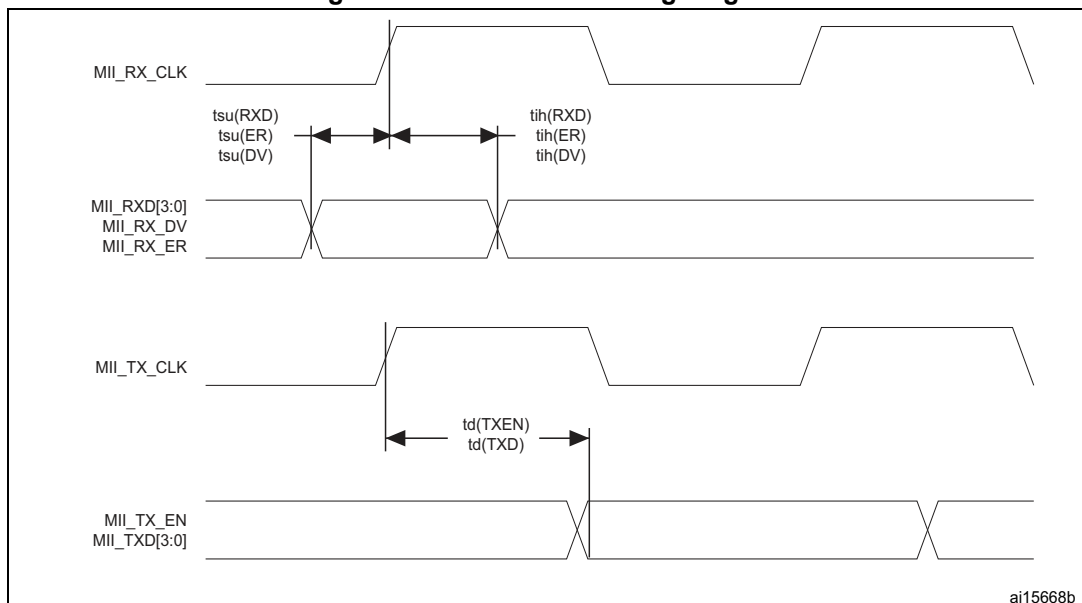 MII_RX_CLK
tsu(RXD)
tsu(ER)
tsu(DV)
tih(RXD)
tih(ER)
tih(DV)
MII_RXD[3:0]
MII_RX_DV
MII_RX_ER
MII_TX_CLK
td(TXEN)
td(TXD)
MII_TX_EN
MII_TXD[3:0]
ai15668b